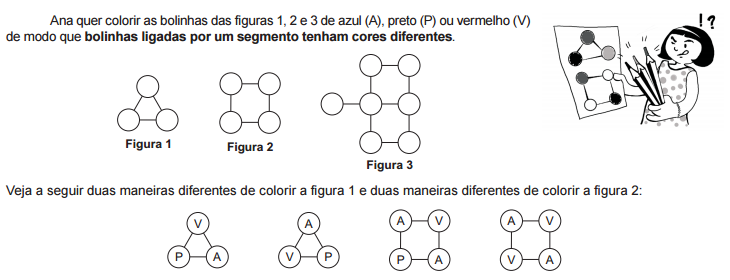 Ana quer colorir as bolinhas das figuras 1, 2 e 3 de azul (A), preto (P) ou vermelho (V)
de modo que bolinhas ligadas por um segmento tenham cores diferentes.
!?
Figura 1
Figura 2
Figura 3
Veja a seguir duas maneiras diferentes de colorir a figura 1 e duas maneiras diferentes de colorir a figura 2:
V A A V A V
P A V P P A V A